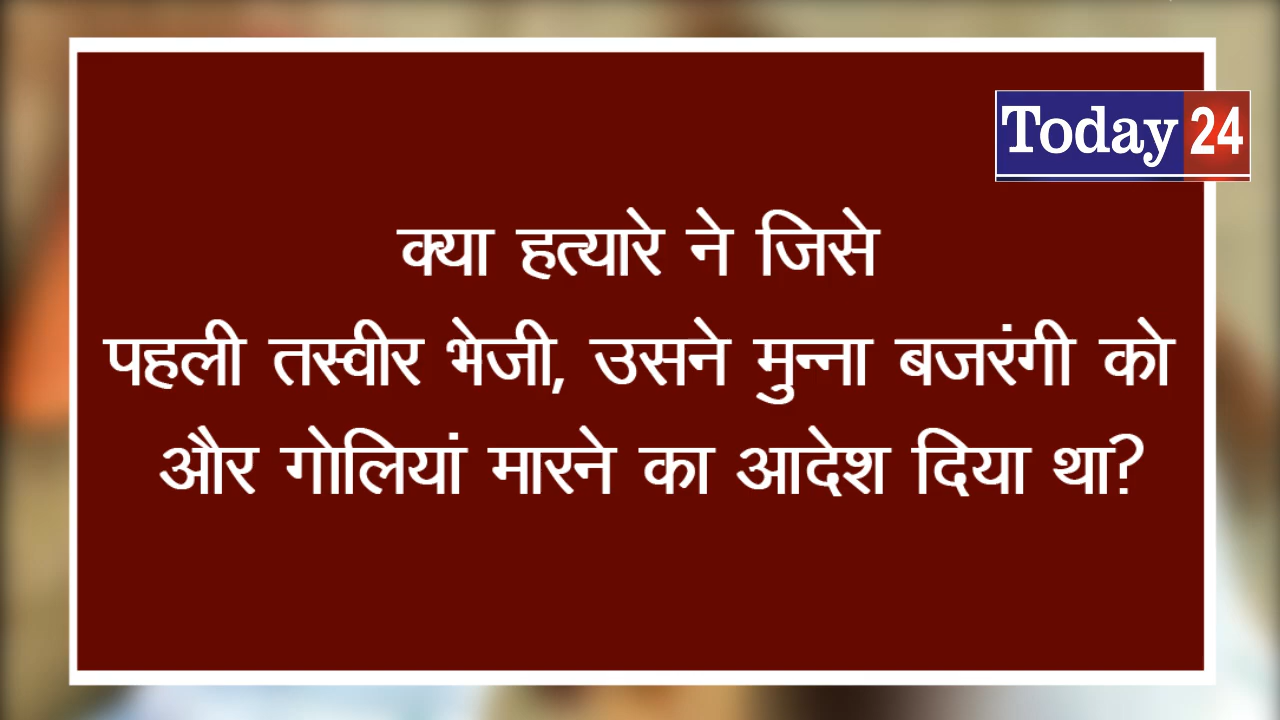 Today 24
क्या हत्यारे ने जिसे
पहली तस्वीर भेजी, उसने मुन्ना बजरंगी को
और गोलियां मारने का आदेश दिया था?